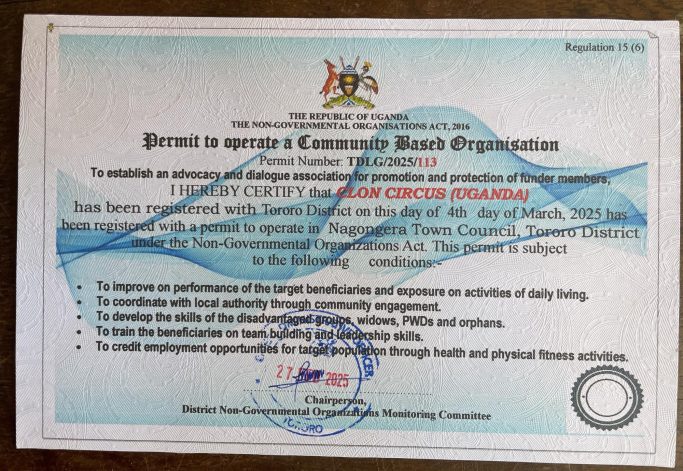 Regulation 15 (6)
THE REPUBLIC OF UGANDA
THE NON-GOVERNMENTAL ORGANISATIONS ACT, 2016
Permit to operate a Community Based Organisation
Permit Number: TDLG/2025/113
To establish an advocacy and dialogue association for promotion and protection of funder members,
I HEREBY CERTIFY that CLON CIRCUS (UGANDA)
has been registered with Tororo District on this day of 4th day of March, 2025 has
been registered with a permit to operate in Nagongera Town Council, Tororo District
under the Non-Governmental Organizations Act. This permit is subject
to the following conditions:-
• To improve on performance of the target beneficiaries and exposure on activities of daily living.
• To coordinate with local authority through community engagement.
• To develop the skills of the disadvantaged groups, widows, PWDs and orphans.
• To train the beneficiaries on team building and leadership skills.
• To credit employment opportunities for target population through health and physical fitness activities.
27 2025
Chairperson,
District Non-Governmental Organizations Monitoring Committee
TORORO